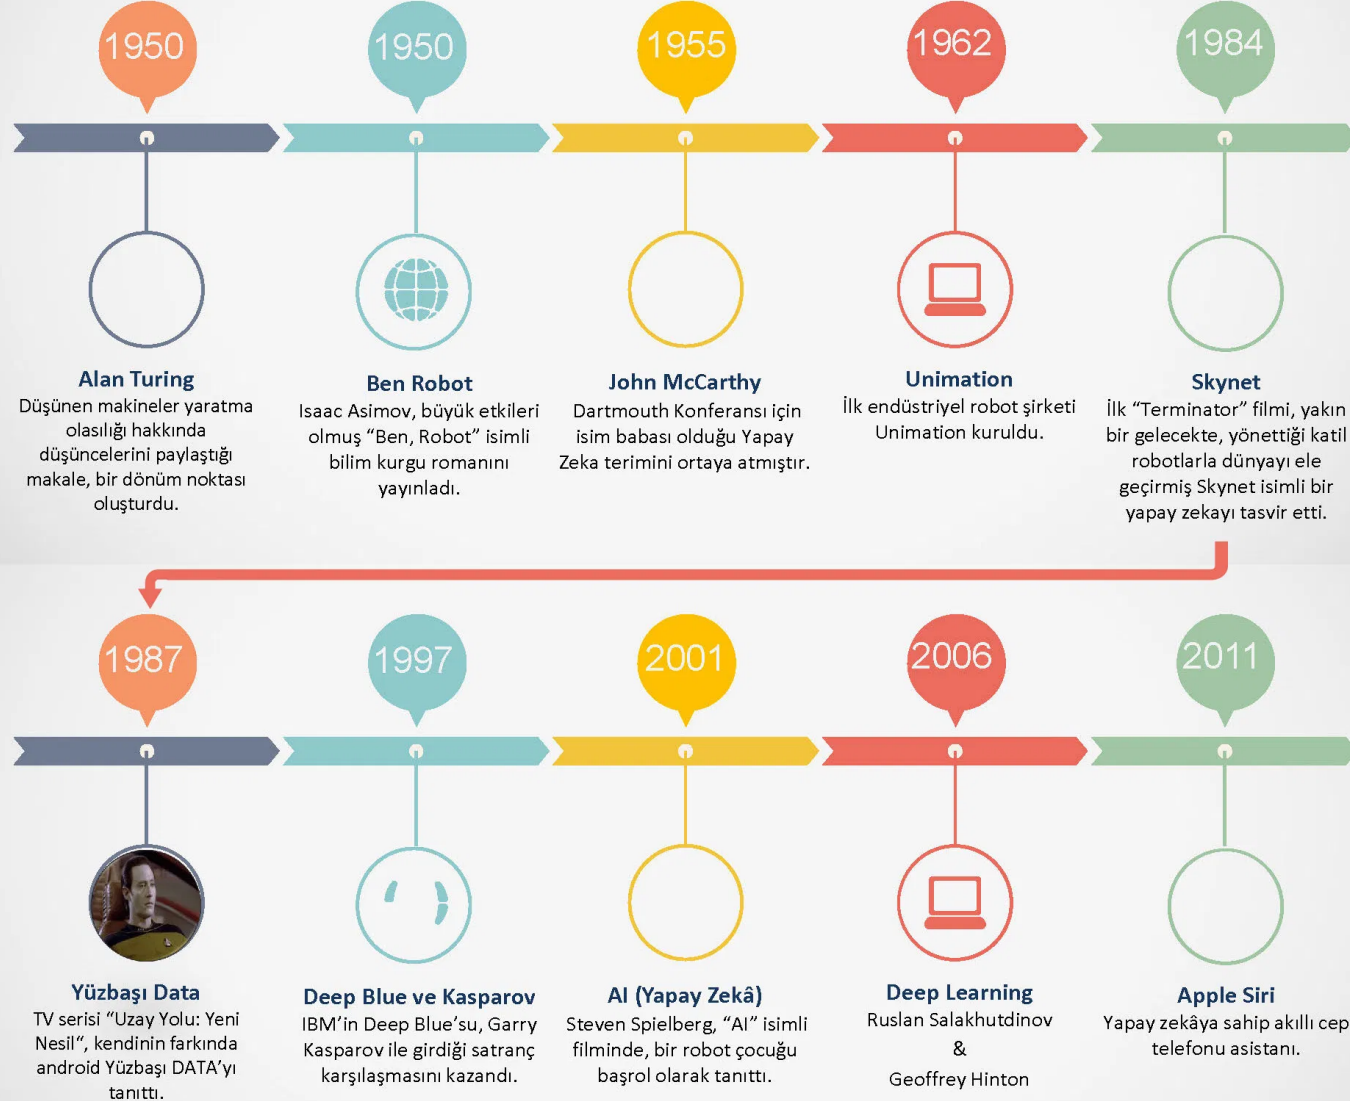 1950
1950
1955
1962
1984
Alan Turing
Düşünen makineler yaratma
olasılığı hakkında
düşüncelerini paylaştığı
makale, bir dönüm noktası
oluşturdu.
Ben Robot
Isaac Asimov, büyük etkileri
olmuş “Ben, Robot” isimli
bilim kurgu romanını
yayınladı.
John McCarthy
Dartmouth Konferansı için
isim babası olduğu Yapay
Zeka terimini ortaya atmıştır.
Unimation
İlk endüstriyel robot şirketi
Unimation kuruldu.
Skynet
İlk “Terminator” filmi, yakın
bir gelecekte, yönettiği katil
robotlarla dünyayı ele
geçirmiş Skynet isimli bir
yapay zekayı tasvir etti.
1987
1997
2001
2006
2011
Yüzbaşı Data
TV serisi “Uzay Yolu: Yeni
Nesil“, kendinin farkında
android Yüzbaşı DATA’yı
tanıttı.
Deep Blue ve Kasparov
IBM’in Deep Blue’su, Garry
Kasparov ile girdiği satranç
karşılaşmasını kazandı.
AI (Yapay Zekâ)
Steven Spielberg, “AI” isimli
filminde, bir robot çocuğu
başrol olarak tanıttı.
Deep Learning
Ruslan Salakhutdinov
&
Geoffrey Hinton
Apple Siri
Yapay zekâya sahip akıllı cep
telefonu asistanı.